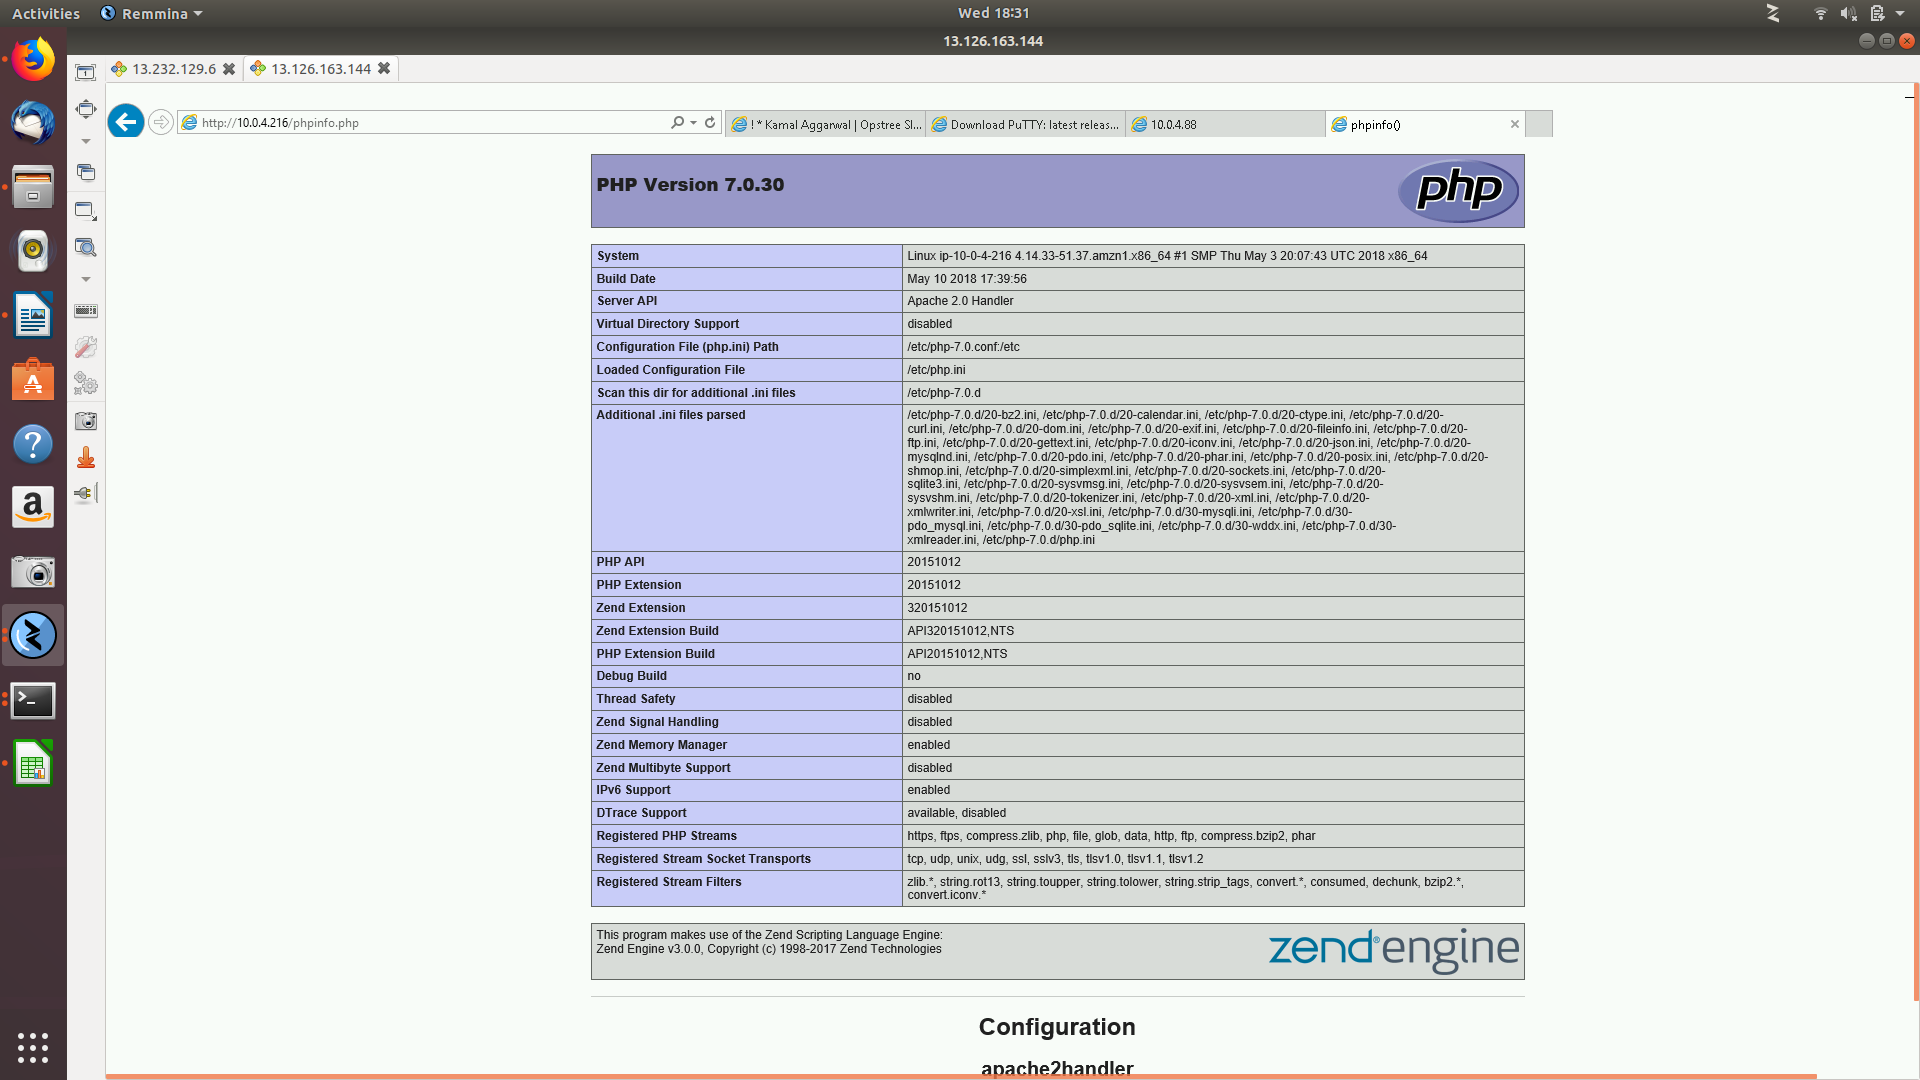 Activities
Remmina
Wed 18:31
13.126.163.144
13.232.129.6
13.126.163.144
http://10.0.4.216/phpinfo.php
! * Kamal Aggarwal | Opstree Sl...
Download PuTTY: latest releas...
10.0.4.88
phpinfo()
PHP Version 7.0.30
php
System
Linux ip-10-0-4-216 4.14.33-51.37.amzn1.x86_64 #1 SMP Thu May 3 20:07:43 UTC 2018 x86_64
Build Date
May 10 2018 17:39:56
Server API
Apache 2.0 Handler
Virtual Directory Support
disabled
Configuration File (php.ini) Path
/etc/php-7.0.conf:/etc
Loaded Configuration File
/etc/php.ini
Scan this dir for additional .ini files
/etc/php-7.0.d
Additional .ini files parsed
/etc/php-7.0.d/20-bz2.ini, /etc/php-7.0.d/20-calendar.ini, /etc/php-7.0.d/20-ctype.ini, /etc/php-7.0.d/20-
curl.ini, /etc/php-7.0.d/20-dom.ini, /etc/php-7.0.d/20-exif.ini, /etc/php-7.0.d/20-fileinfo.ini, /etc/php-7.0.d/20-
ftp.ini, /etc/php-7.0.d/20-gettext.ini, /etc/php-7.0.d/20-iconv.ini, /etc/php-7.0.d/20-json.ini, /etc/php-7.0.d/20-
mysqlnd.ini, /etc/php-7.0.d/20-pdo.ini, /etc/php-7.0.d/20-phar.ini, /etc/php-7.0.d/20-posix.ini, /etc/php-7.0.d/20-
shmop.ini, /etc/php-7.0.d/20-simplexml.ini, /etc/php-7.0.d/20-sockets.ini, /etc/php-7.0.d/20-
sqlite3.ini, /etc/php-7.0.d/20-sysvmsg.ini, /etc/php-7.0.d/20-sysvsem.ini, /etc/php-7.0.d/20-
sysvshm.ini, /etc/php-7.0.d/20-tokenizer.ini, /etc/php-7.0.d/20-xml.ini, /etc/php-7.0.d/20-
xmlwriter.ini, /etc/php-7.0.d/20-xsl.ini, /etc/php-7.0.d/30-mysqli.ini, /etc/php-7.0.d/30-
pdo_mysql.ini, /etc/php-7.0.d/30-pdo_sqlite.ini, /etc/php-7.0.d/30-wddx.ini, /etc/php-7.0.d/30-
xmlreader.ini, /etc/php-7.0.d/php.ini
PHP API
20151012
PHP Extension
20151012
Zend Extension
320151012
Zend Extension Build
API320151012,NTS
PHP Extension Build
API20151012,NTS
Debug Build
no
Thread Safety
disabled
Zend Signal Handling
disabled
Zend Memory Manager
enabled
Zend Multibyte Support
disabled
IPv6 Support
enabled
DTrace Support
available, disabled
Registered PHP Streams
https, ftps, compress.zlib, php, file, glob, data, http, ftp, compress.bzip2, phar
Registered Stream Socket Transports
tcp, udp, unix, udg, ssl, sslv3, tls, tlsv1.0, tlsv1.1, tlsv1.2
Registered Stream Filters
zlib.*, string.rot13, string.toupper, string.tolower, string.strip_tags, convert.*, consumed, dechunk, bzip2.*,
convert.iconv.*
This program makes use of the Zend Scripting Language Engine:
Zend Engine v3.0.0, Copyright (c) 1998-2017 Zend Technologies
zend® engine
Configuration
apache2handler